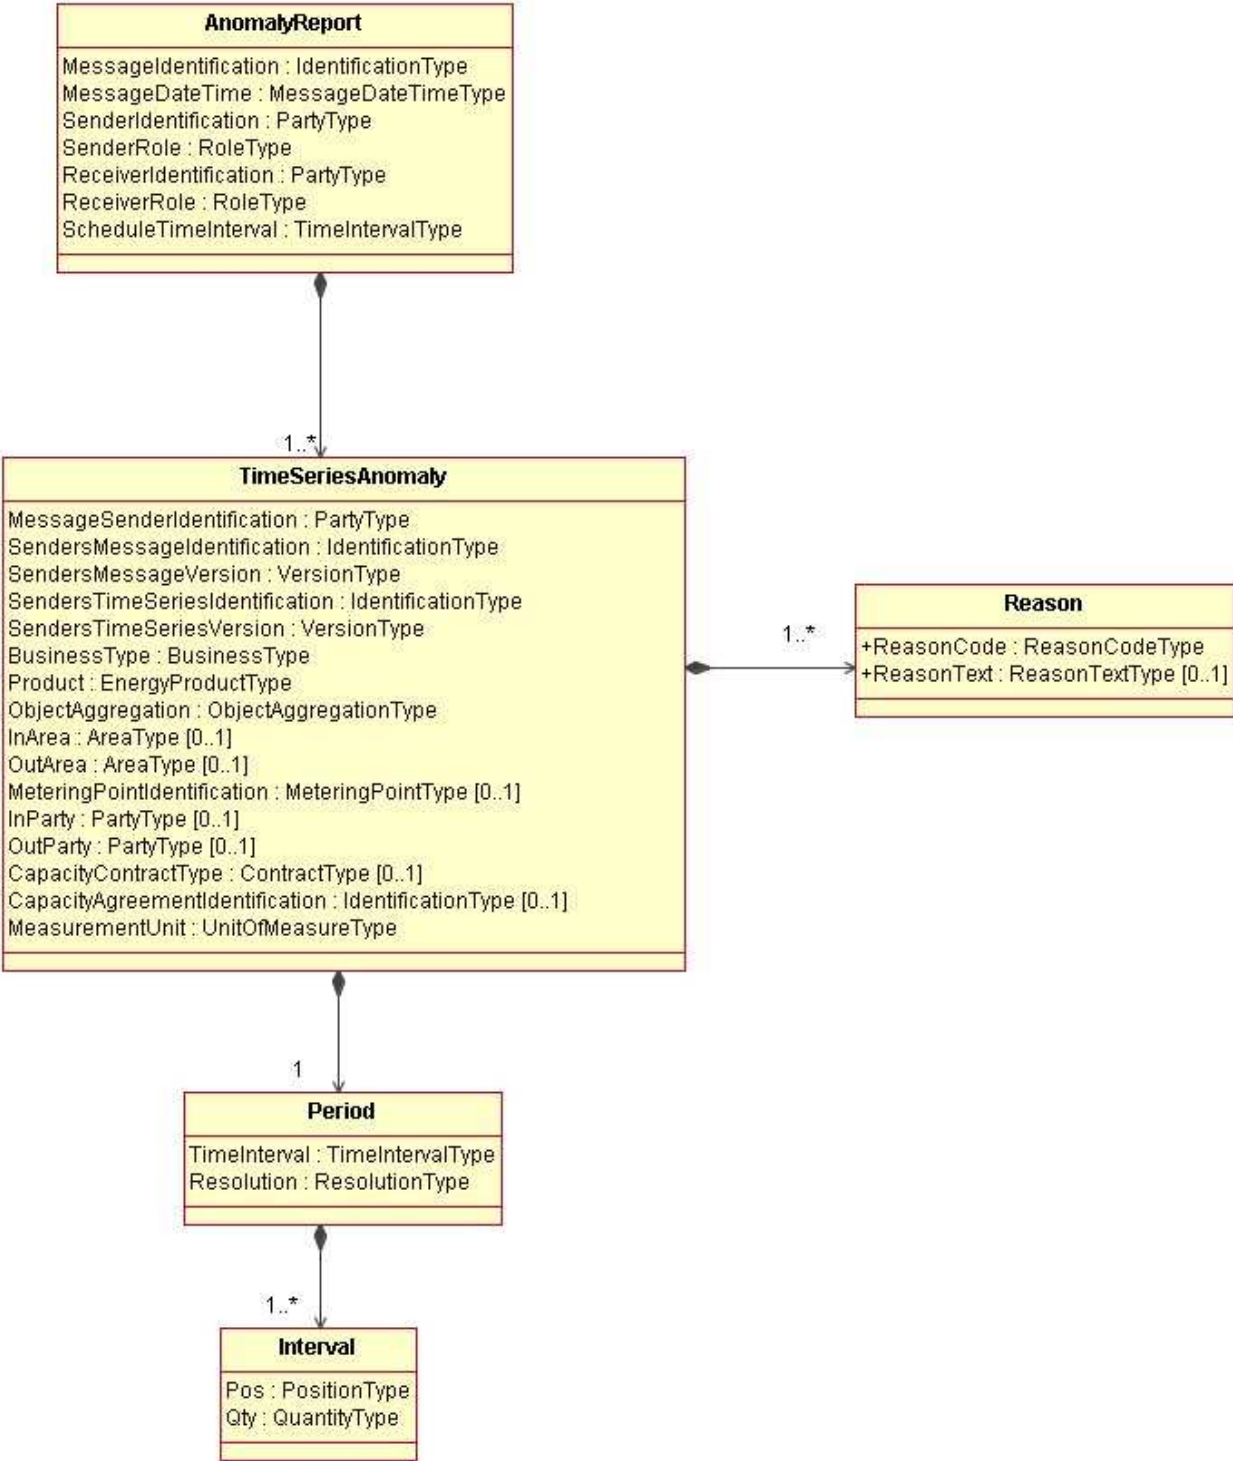 AnomalyReport
MessageIdentification : IdentificationType
MessageDateTime : MessageDateTimeType
SenderIdentification : PartyType
SenderRole : RoleType
ReceiverIdentification : PartyType
ReceiverRole : RoleType
ScheduleTimeInterval : TimeIntervalType
1..*
TimeSeriesAnomaly
MessageSenderIdentification : PartyType
SendersMessageIdentification : IdentificationType
SendersMessageVersion : VersionType
SendersTimeSeriesIdentification : IdentificationType
SendersTimeSeriesVersion : VersionType
BusinessType : BusinessType
Product : EnergyProductType
ObjectAggregation : ObjectAggregationType
InArea : AreaType [0..1]
OutArea : AreaType [0..1]
MeteringPointIdentification : MeteringPointType [0..1]
InParty : PartyType [0..1]
OutParty : PartyType [0..1]
CapacityContractType : ContractType [0..1]
CapacityAgreementIdentification : IdentificationType [0..1]
MeasurementUnit : UnitOfMeasureType
1..*
Reason
+ReasonCode : ReasonCodeType
+ReasonText : ReasonTextType [0..1]
1
Period
TimeInterval : TimeIntervalType
Resolution : ResolutionType
1..*
Interval
Pos : PositionType
Qty : QuantityType